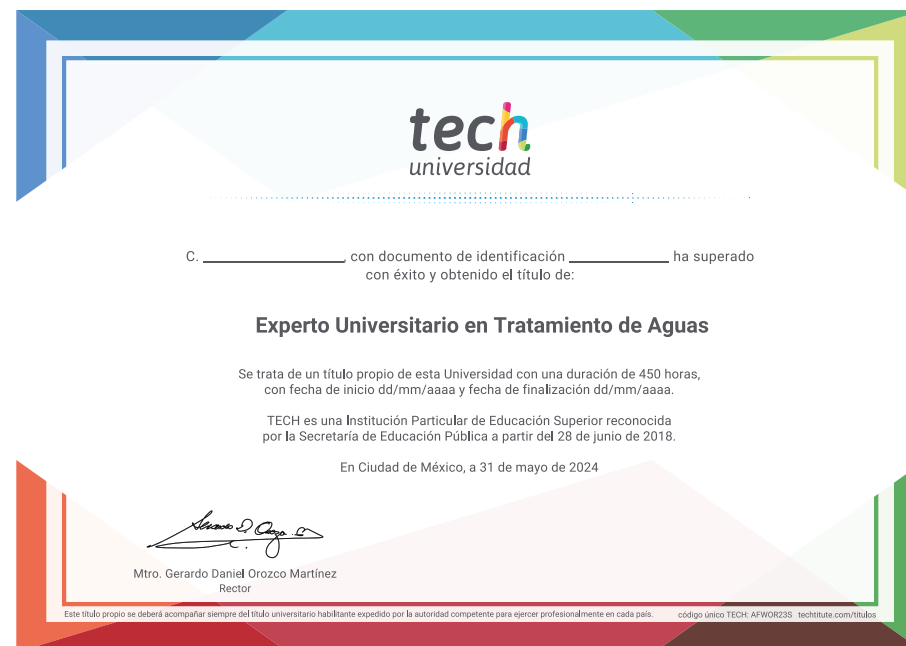 tech
universidad
C. ____________________, con documento de identificación ______________ ha superado
con éxito y obtenido el título de:
Experto Universitario en Tratamiento de Aguas
Se trata de un título propio de esta Universidad con una duración de 450 horas,
con fecha de inicio dd/mm/aaaa y fecha de finalización dd/mm/aaaa.
TECH es una Institución Particular de Educación Superior reconocida
por la Secretaría de Educación Pública a partir del 28 de junio de 2018.
En Ciudad de México, a 31 de mayo de 2024
Mtro. Gerardo Daniel Orozco Martínez
Rector
Este título propio se deberá acompañar siempre del título universitario habilitante expedido por la autoridad competente para ejercer profesionalmente en cada país. código único TECH: AFWOR23S techtitute.com/titulos